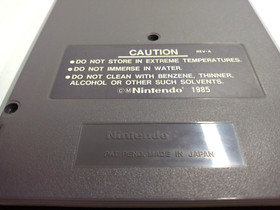 CAUTION
● DO NOT STORE IN EXTREME TEMPERATURES.
● DO NOT IMMERSE IN WATER.
● DO NOT CLEAN WITH BENZENE, THINNER,
ALCOHOL OR OTHER SUCH SOLVENTS.
©M Nintendo® 1985
Nintendo®
MADE IN JAPAN